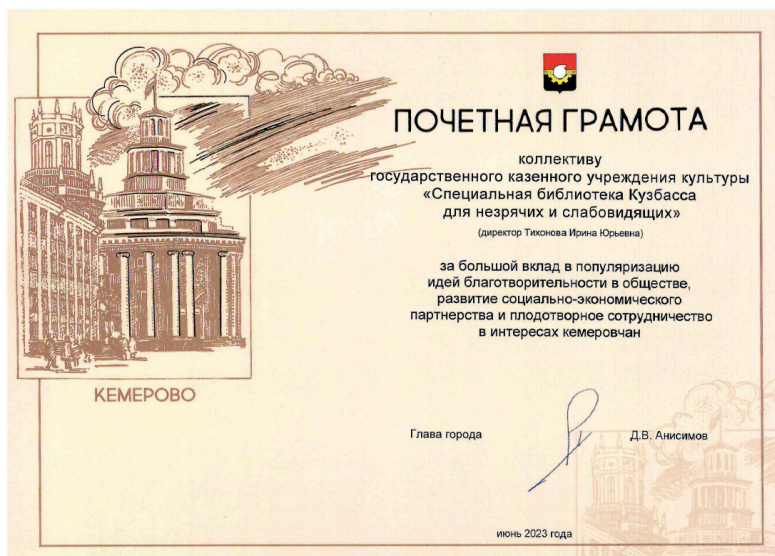 ПОЧЕТНАЯ ГРАМОТА
коллективу
государственного казенного учреждения культуры
«Специальная библиотека Кузбасса
для незрячих и слабовидящих»
(директор Тихонова Ирина Юрьевна)
за большой вклад в популяризацию
идей благотворительности в обществе,
развитие социально-экономического
партнерства и плодотворное сотрудничество
в интересах кемеровчан
КЕМЕРОВО
Глава города Д.В. Анисимов
июнь 2023 года